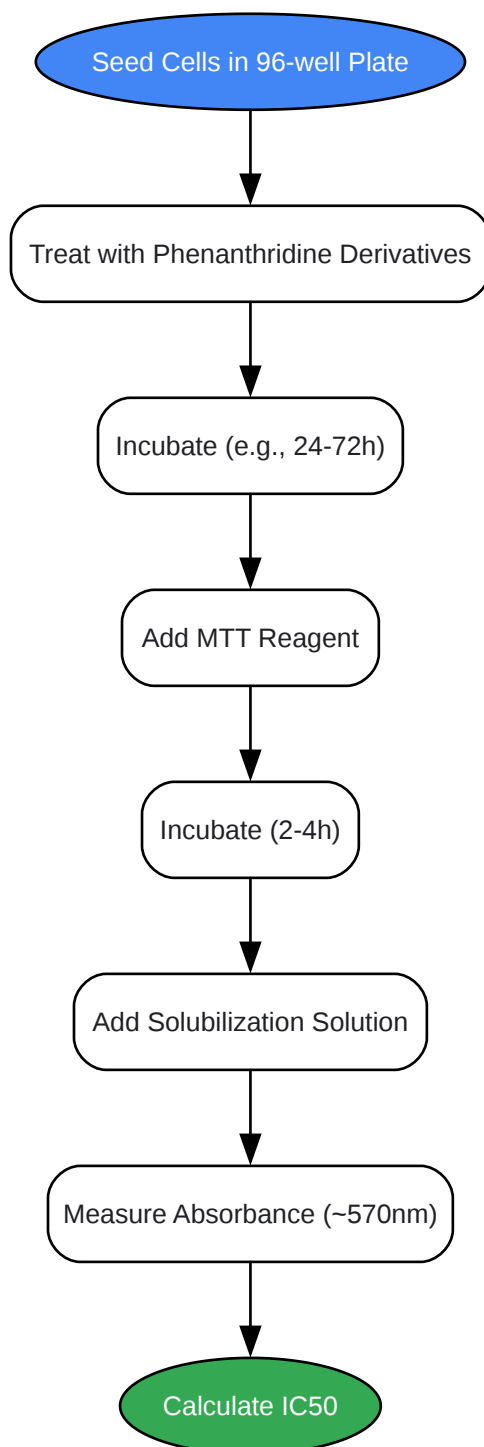 Seed Cells in 96-well Plate
Treat with Phenanthridine Derivatives
Incubate (e.g., 24-72h)
Add MTT Reagent
Incubate (2-4h)
Add Solubilization Solution
Measure Absorbance (~570nm)
Calculate IC50